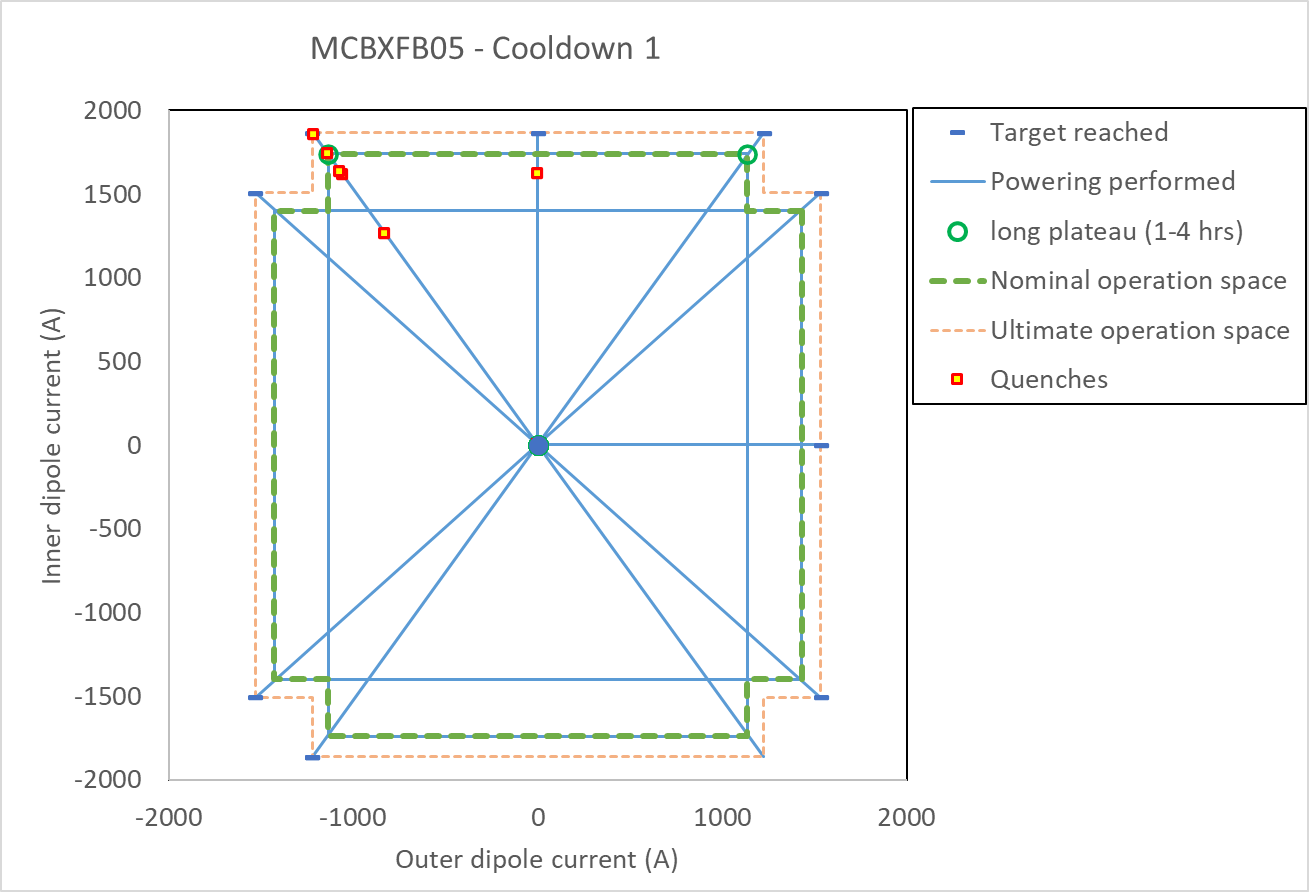 MCBXFB05 - Cooldown 1
2000
1500
1000
500
0
-500
-1000
-1500
-2000
-2000
-1000
0
1000
2000
Inner dipole current (A)
Outer dipole current (A)
Target reached
Powering performed
long plateau (1-4 hrs)
Nominal operation space
Ultimate operation space
Quenches